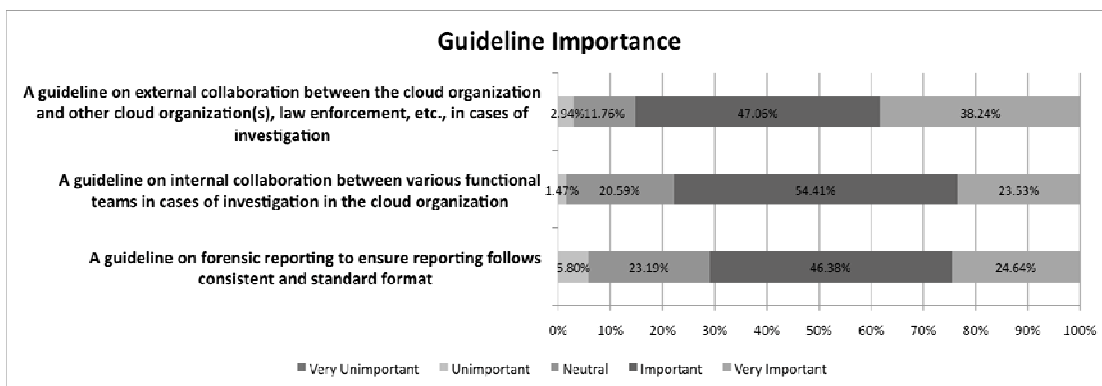 Guideline Importance
A guideline on external collaboration between the cloud organization
and other cloud organization(s), law enforcement, etc., in cases of
investigation
2.94% 11.76% 47.06% 38.24%
A guideline on internal collaboration between various functional
teams in cases of investigation in the cloud organization
1.47% 20.59% 54.41% 23.53%
A guideline on forensic reporting to ensure reporting follows
consistent and standard format
5.80% 23.19% 46.38% 24.64%
0% 10% 20% 30% 40% 50% 60% 70% 80% 90% 100%
Very Unimportant Unimportant Neutral Important Very Important